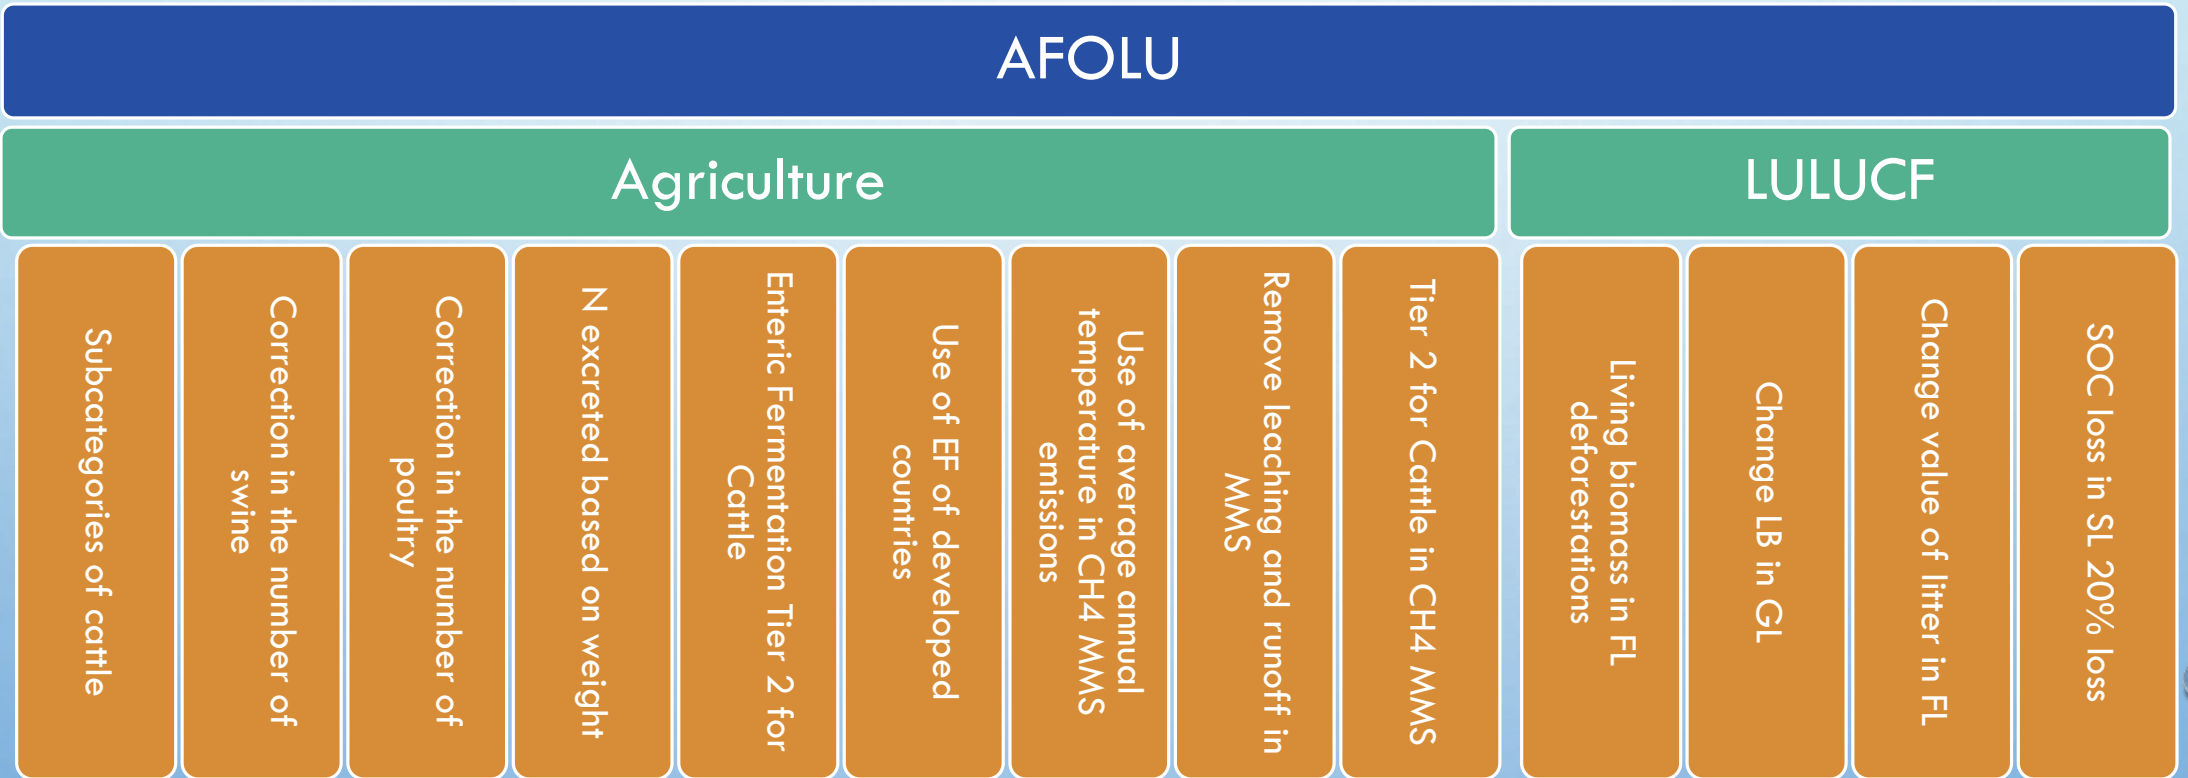 AFOLU
Agriculture
LULUCF
Subcategories of cattle
Correction in the number of
swine
Correction in the number of
poultry
N excreted based on weight
Enteric Fermentation Tier 2 for
Cattle
Use of EF of developed
countries
Use of average annual
temperature in CH4 MMS
emissions
Remove leaching and runoff in
MMS
Tier 2 for Cattle in CH4 MMS
Living biomass in FL
deforestations
Change LB in GL
Change value of litter in FL
SOC loss in SL 20% loss